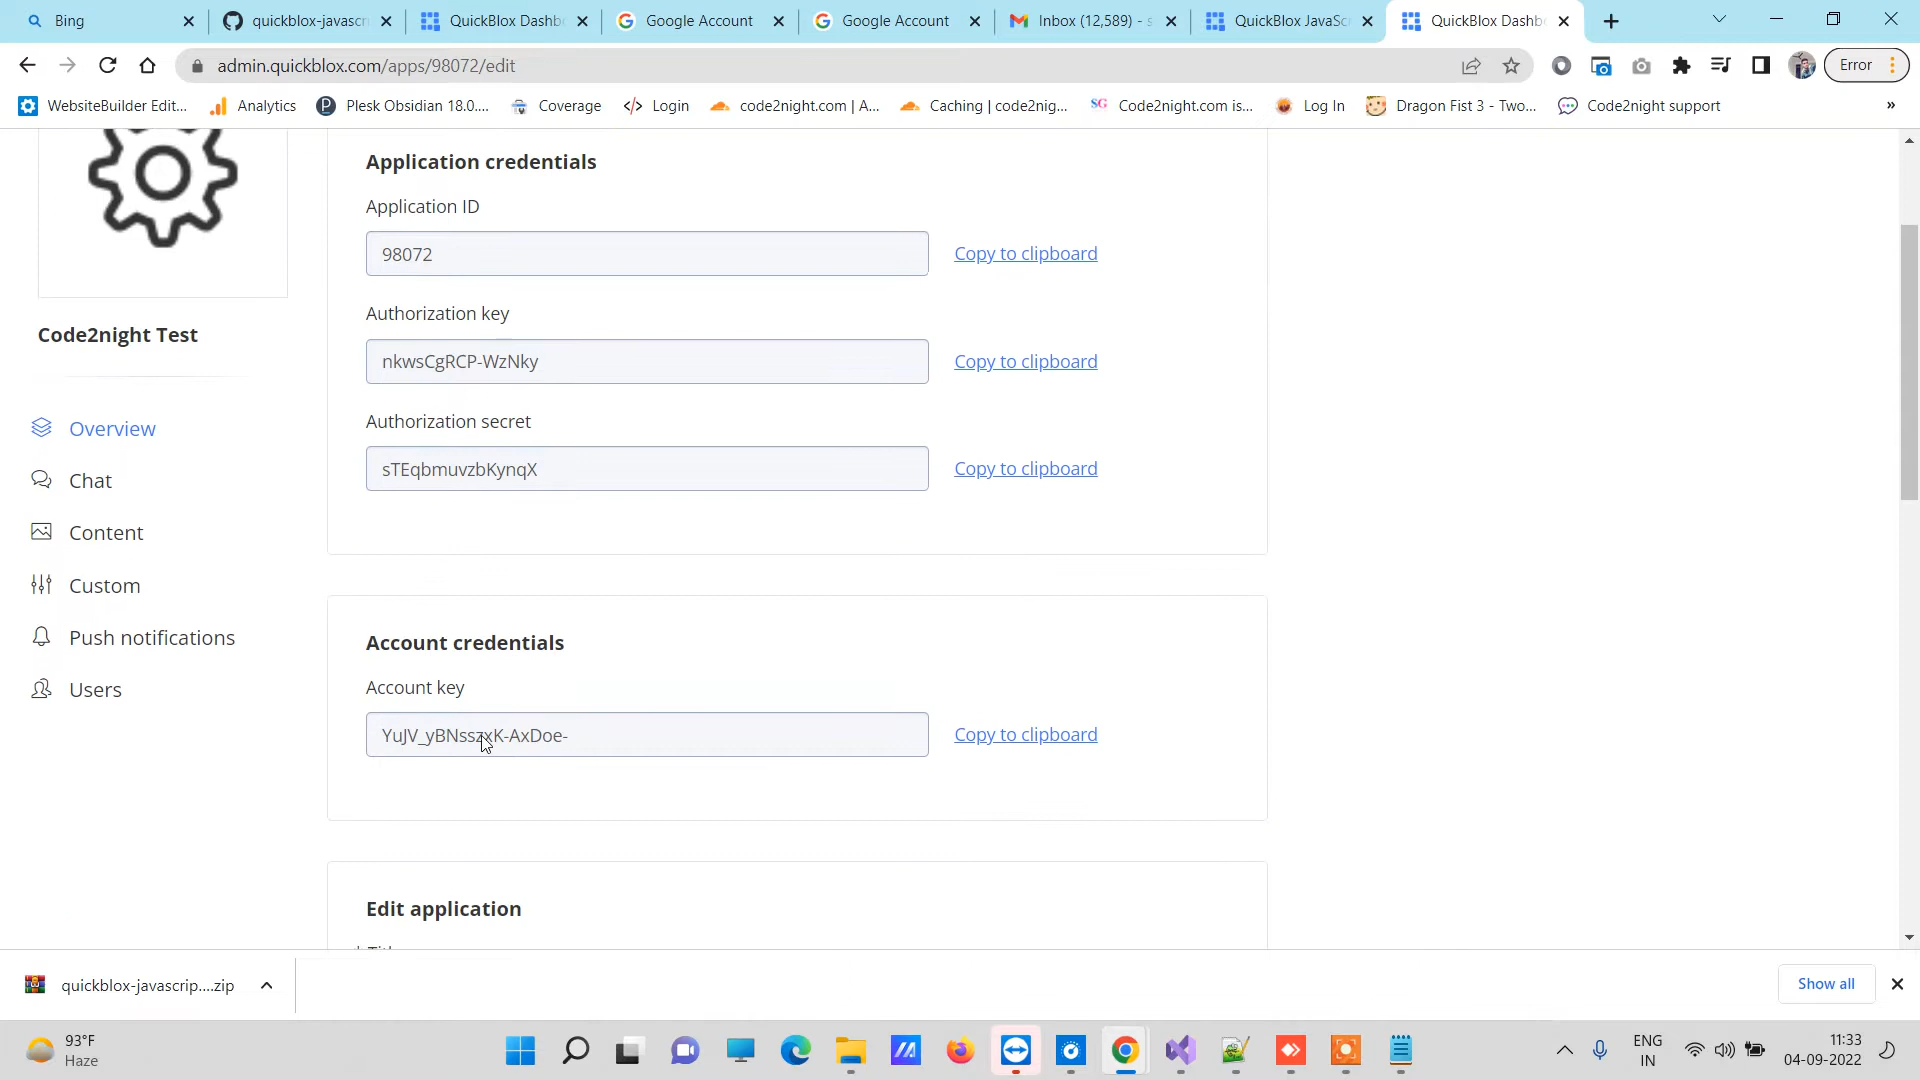 Bing
quickblox-javascri
QuickBlox Dashb
Google Account
Google Account
Inbox (12,589) - s
QuickBlox JavaSc
QuickBlox Dashb
admin.quickblox.com/apps/98072/edit
Error
WebsiteBuilder Edit...
Analytics
Plesk Obsidian 18.0....
Coverage
Login
code2night.com | A...
Caching | code2nig...
SG Code2night.com is...
Log In
Dragon Fist 3 - Two...
Code2night support
»
Application credentials
Application ID
98072 Copy to clipboard
Authorization key
nkwsCgRCP-WzNky Copy to clipboard
Authorization secret
sTEqbmuvzbKynqX Copy to clipboard
Code2night Test
Overview
Chat
Content
Custom
Push notifications
Users
Account credentials
Account key
YuJV_yBNsszxK-AxDoe- Copy to clipboard
Edit application
quickblox-javascrip....zip
Show all
93°F
Haze
ENG
IN
11:33
04-09-2022